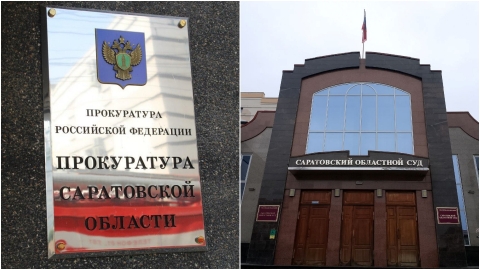 ПРОКУРАТУРА
РОССИЙСКОЙ ФЕДЕРАЦИИ
ПРОКУРАТУРА
САРАТОВСКОЙ
ОБЛАСТИ
САРАТОВСКИЙ ОБЛАСТНОЙ СУД